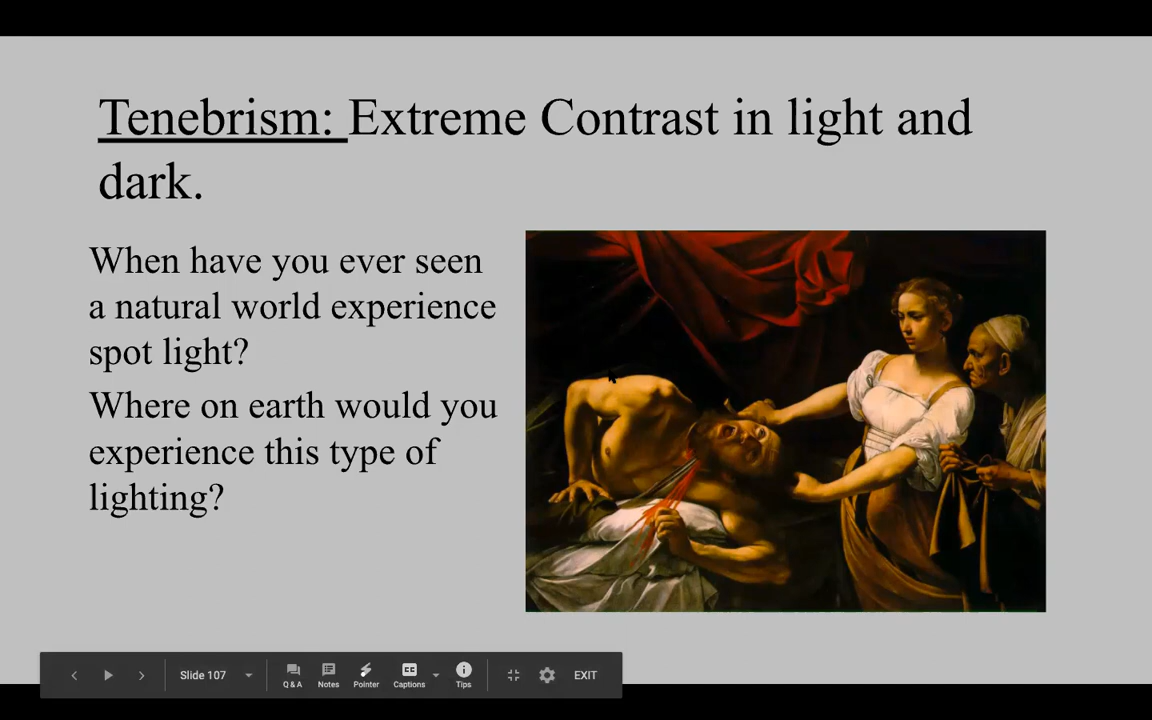 Tenebrism: Extreme Contrast in light and
dark.
When have you ever seen
a natural world experience
spot light?
Where on earth would you
experience this type of
lighting?
Slide 107
Q & A
Notes
Pointer
CC
Captions
Tips
EXIT